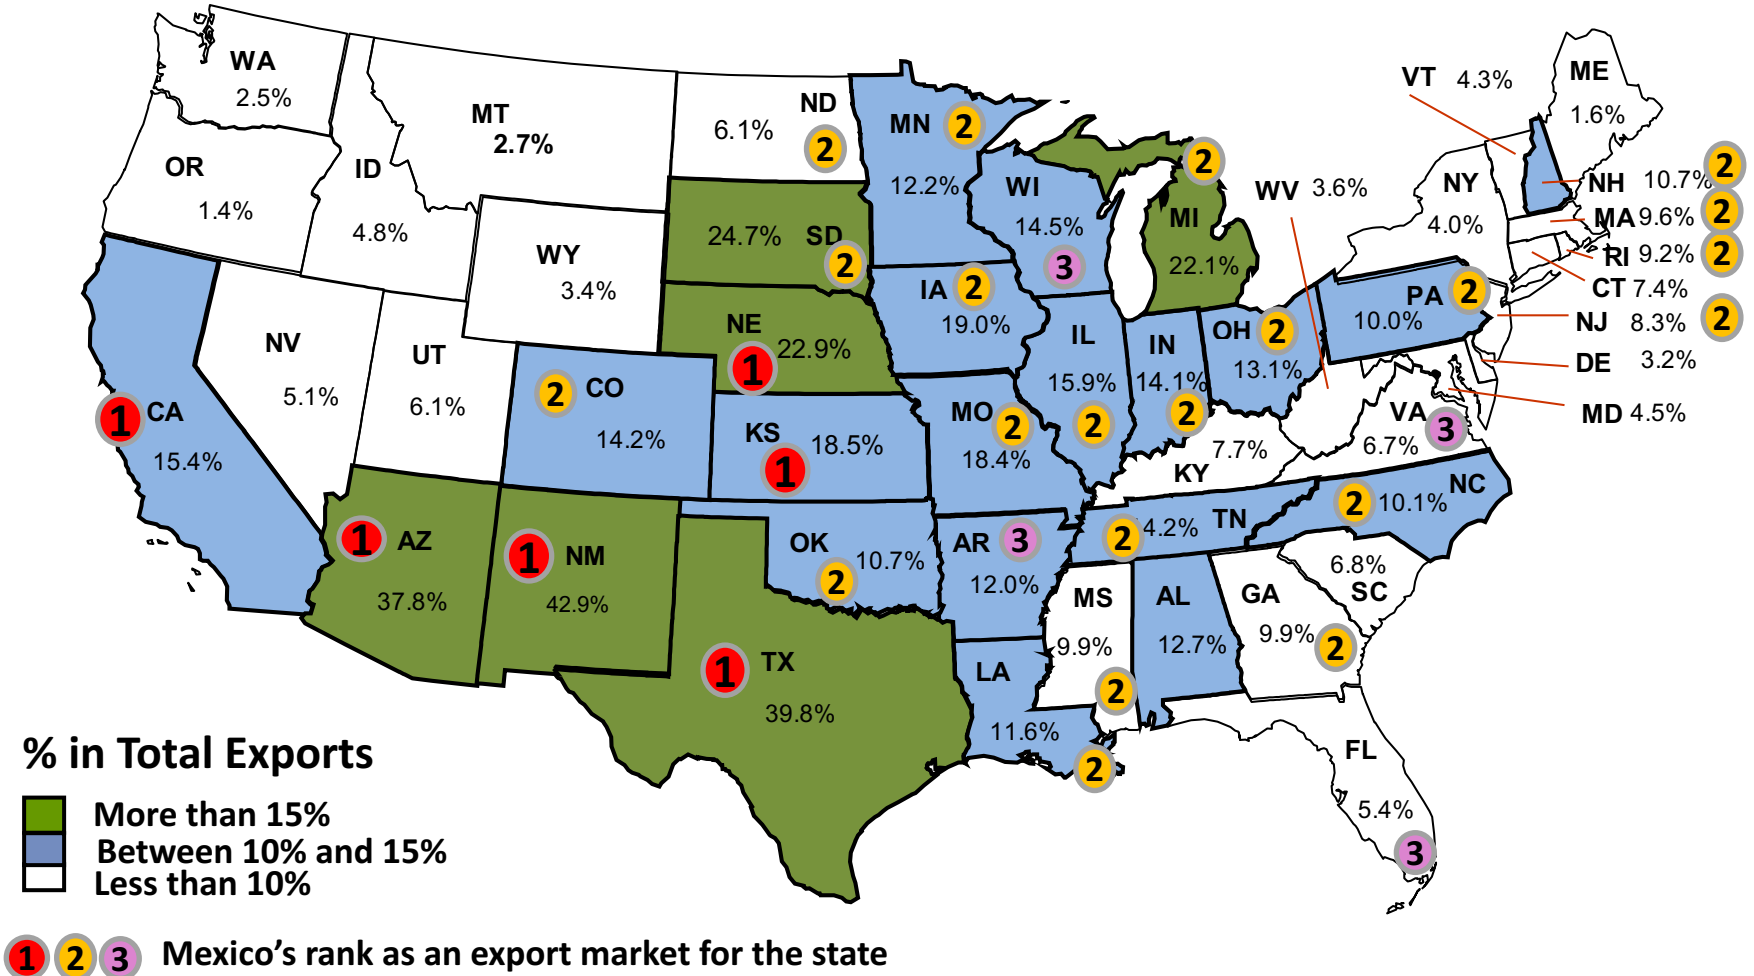 WA
2.5%
OR
1.4%
ID
4.8%
MT
2.7%
WY
3.4%
NV
5.1%
UT
6.1%
1
CA
15.4%
1
AZ
37.8%
1
NM
42.9%
2
CO
14.2%
ND
6.1%
2
24.7%
SD
2
NE
22.9%
1
KS
18.5%
1
OK
10.7%
2
1
TX
39.8%
MN
2
12.2%
IA
2
19.0%
MO
2
18.4%
AR
3
12.0%
LA
11.6%
2
WI
14.5%
3
IL
15.9%
2
2
MI
22.1%
IN
14.1%
2
OH
2
13.1%
7.7%
KY
2
4.2%
TN
MS
9.9%
2
AL
12.7%
GA
9.9%
2
6.8%
SC
2
10.1%
NC
FL
5.4%
3
VA
3
6.7%
WV 3.6%
PA
2
10.0%
NY
4.0%
VT 4.3%
ME
1.6%
NH 10.7% 2
MA 9.6% 2
RI 9.2% 2
CT 7.4%
NJ 8.3% 2
DE 3.2%
MD 4.5%
% in Total Exports
More than 15%
Between 10% and 15%
Less than 10%
1 2 3 Mexico's rank as an export market for the state